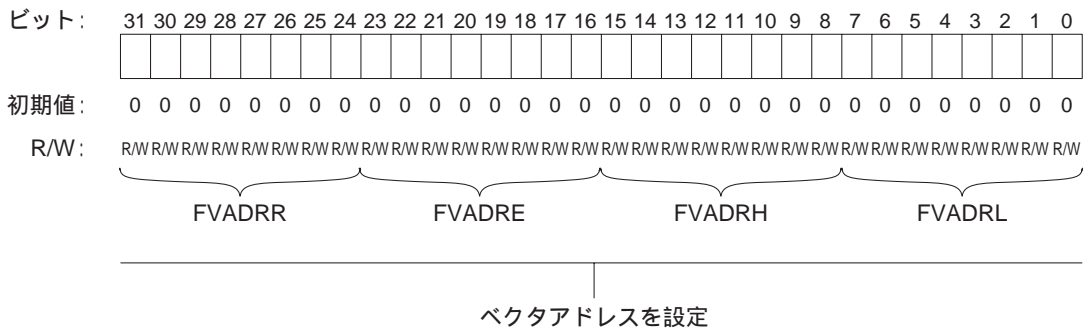 ビット: 31 30 29 28 27 26 25 24 23 22 21 20 19 18 17 16 15 14 13 12 11 10 9 8 7 6 5 4 3 2 1 0
初期値: 0 0 0 0 0 0 0 0 0 0 0 0 0 0 0 0 0 0 0 0 0 0 0 0 0 0 0 0 0 0 0 0
R/W: R/W R/W R/W R/W R/W R/W R/W R/W R/W R/W R/W R/W R/W R/W R/W R/W R/W R/W R/W R/W R/W R/W R/W R/W R/W R/W R/W R/W R/W R/W R/W R/W
FVADRR FVADRE FVADRH FVADRL
ベクタアドレスを設定